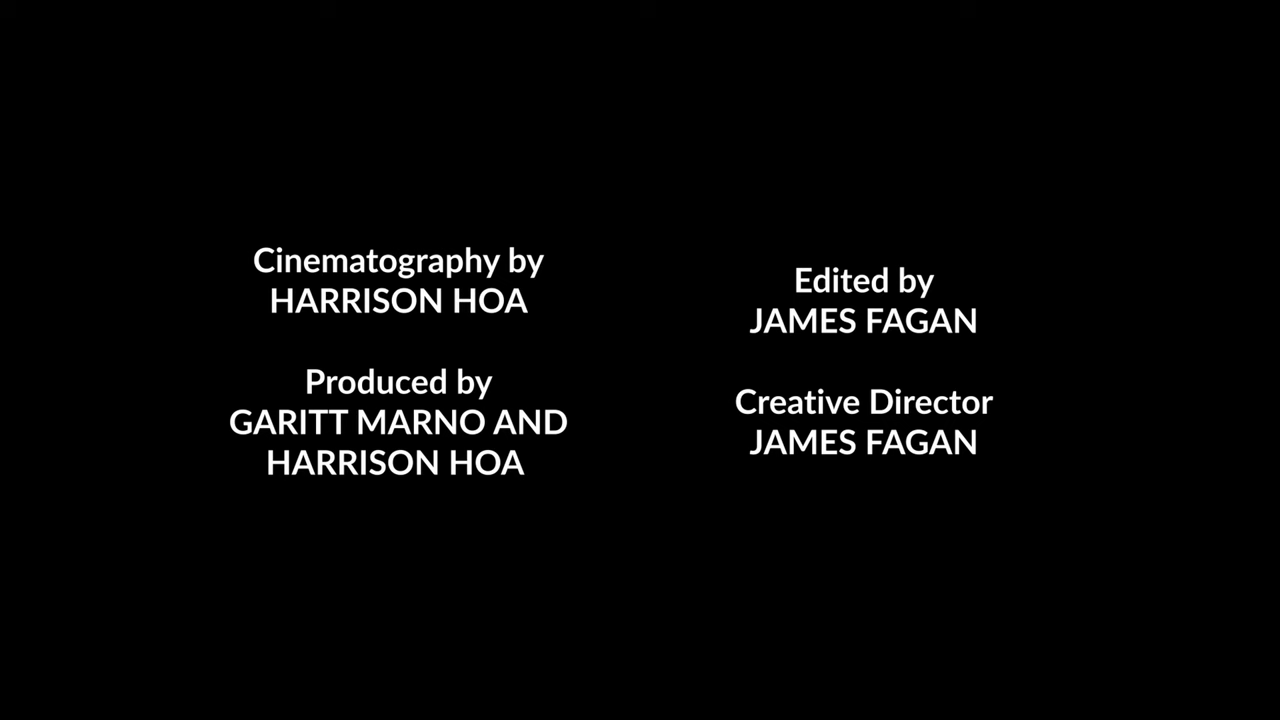 Cinematography by
HARRISON HOA
Produced by
GARITT MARNO AND
HARRISON HOA
Edited by
JAMES FAGAN
Creative Director
JAMES FAGAN